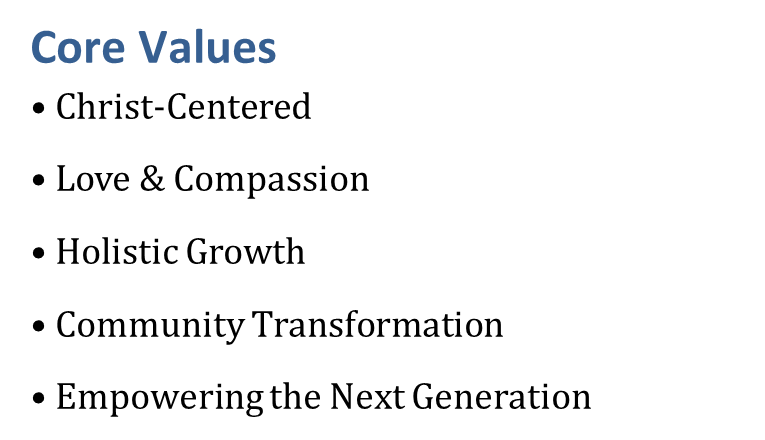 Core Values
• Christ-Centered
• Love & Compassion
• Holistic Growth
• Community Transformation
• Empowering the Next Generation